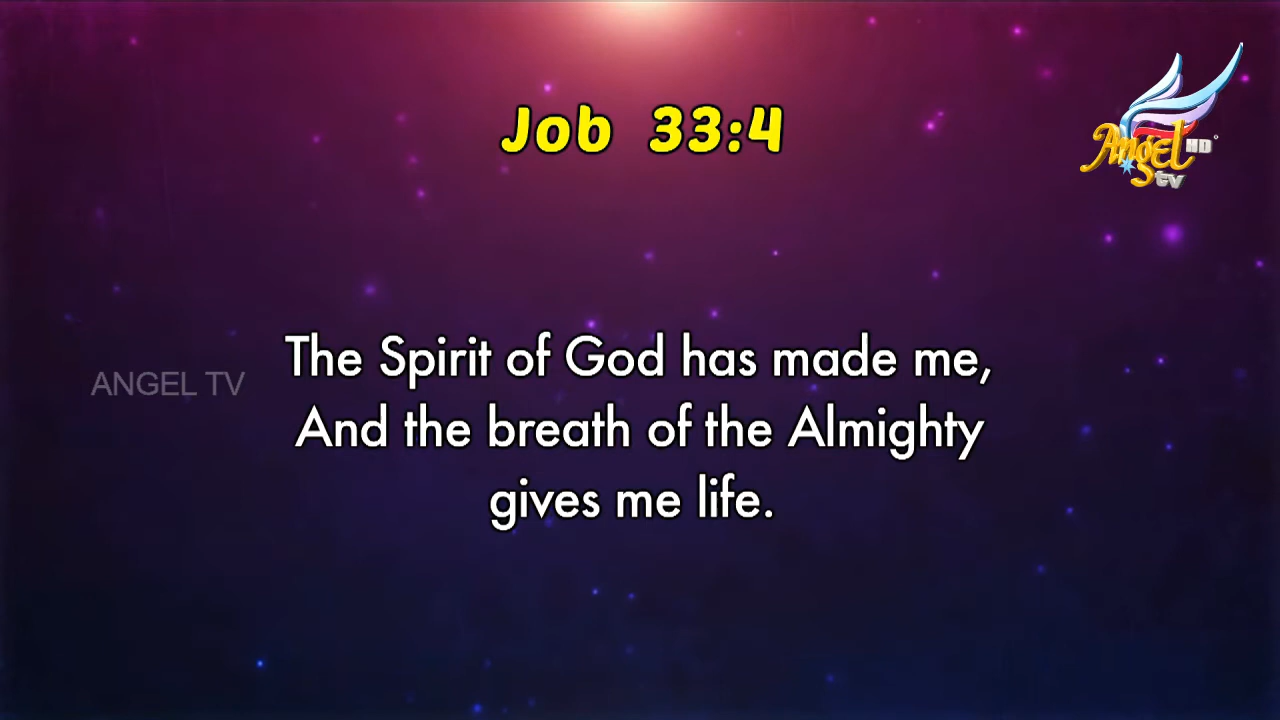 Job 33:4
Angel HD
tv
ANGEL TV
The Spirit of God has made me,
And the breath of the Almighty
gives me life.